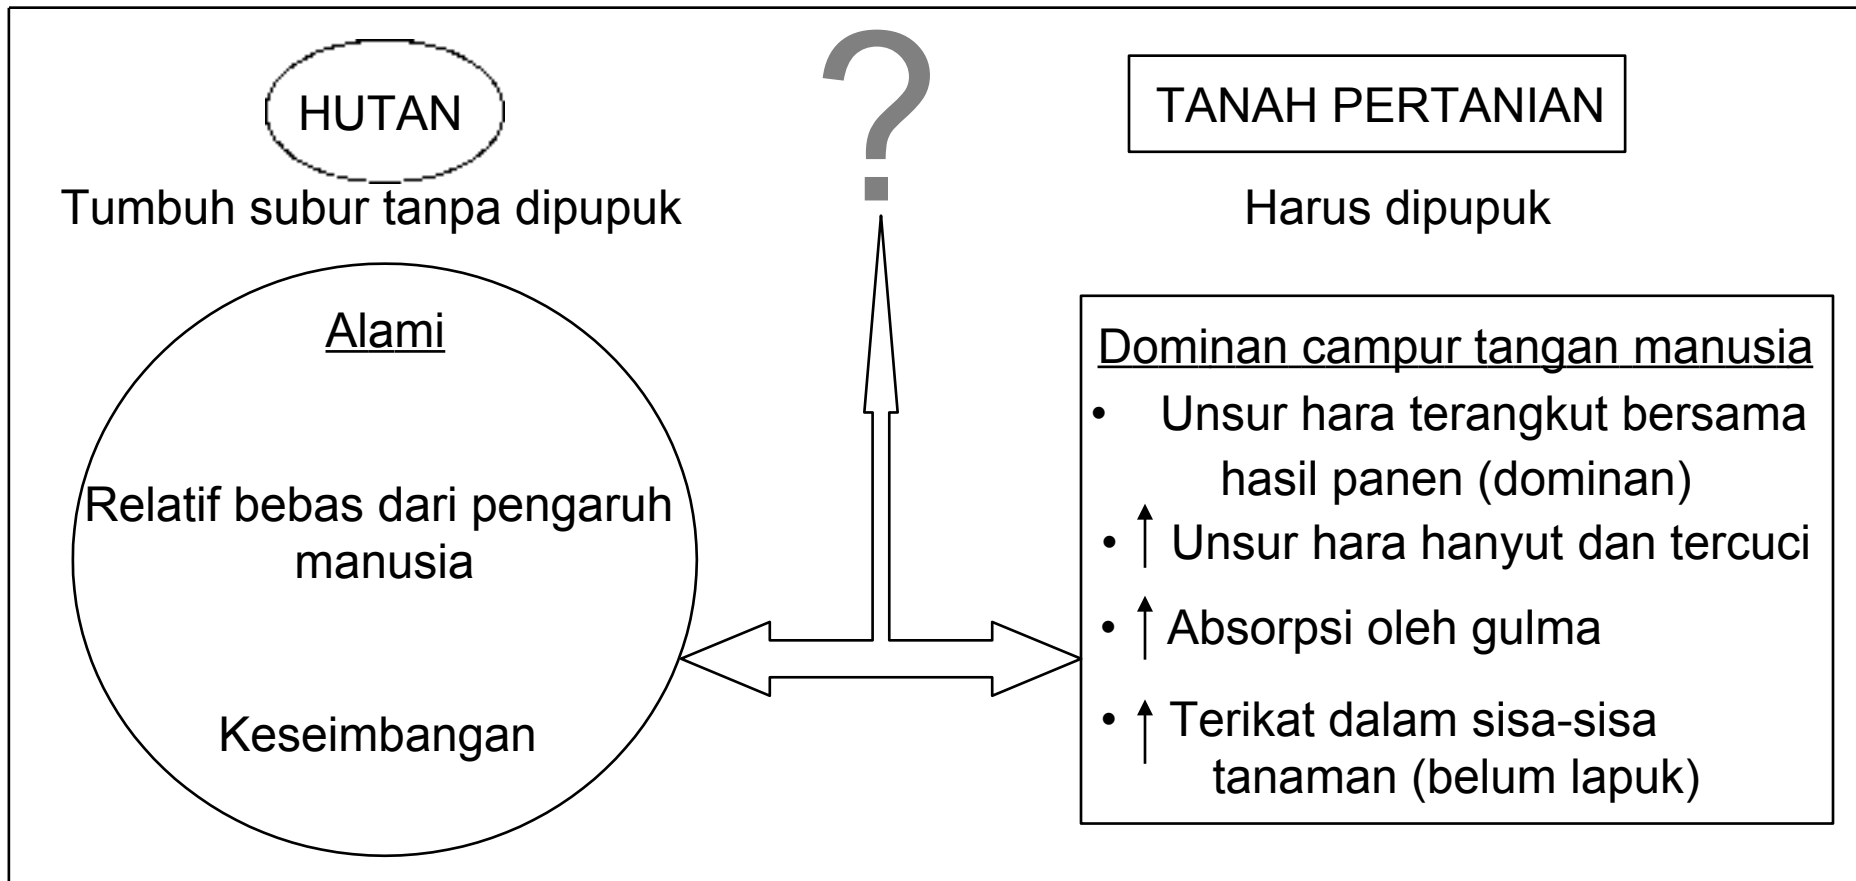 HUTAN
Tumbuh subur tanpa dipupuk
Alami
Relatif bebas dari pengaruh
manusia
Keseimbangan
?
TANAH PERTANIAN
Harus dipupuk
Dominan campur tangan manusia
• Unsur hara terangkut bersama
hasil panen (dominan)
• ↑ Unsur hara hanyut dan tercuci
• ↑ Absorpsi oleh gulma
• ↑ Terikat dalam sisa-sisa
tanaman (belum lapuk)